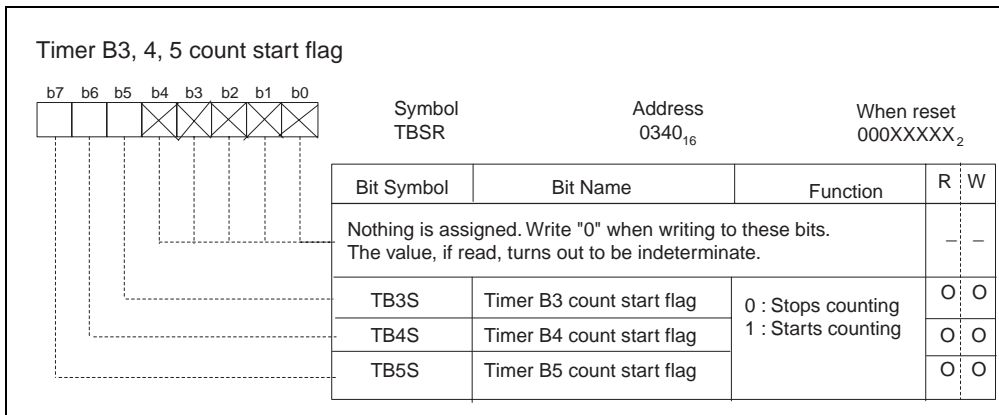 Timer B3, 4, 5 count start flag
b7 b6 b5 b4 b3 b2 b1 b0
Symbol Address When reset
TBSR 0340₁₆ 000XXXXX₂
Bit Symbol Bit Name Function R W
Nothing is assigned. Write "0" when writing to these bits.
The value, if read, turns out to be indeterminate.
– –
TB3S Timer B3 count start flag 0 : Stops counting O O
1 : Starts counting
TB4S Timer B4 count start flag O O
TB5S Timer B5 count start flag O O